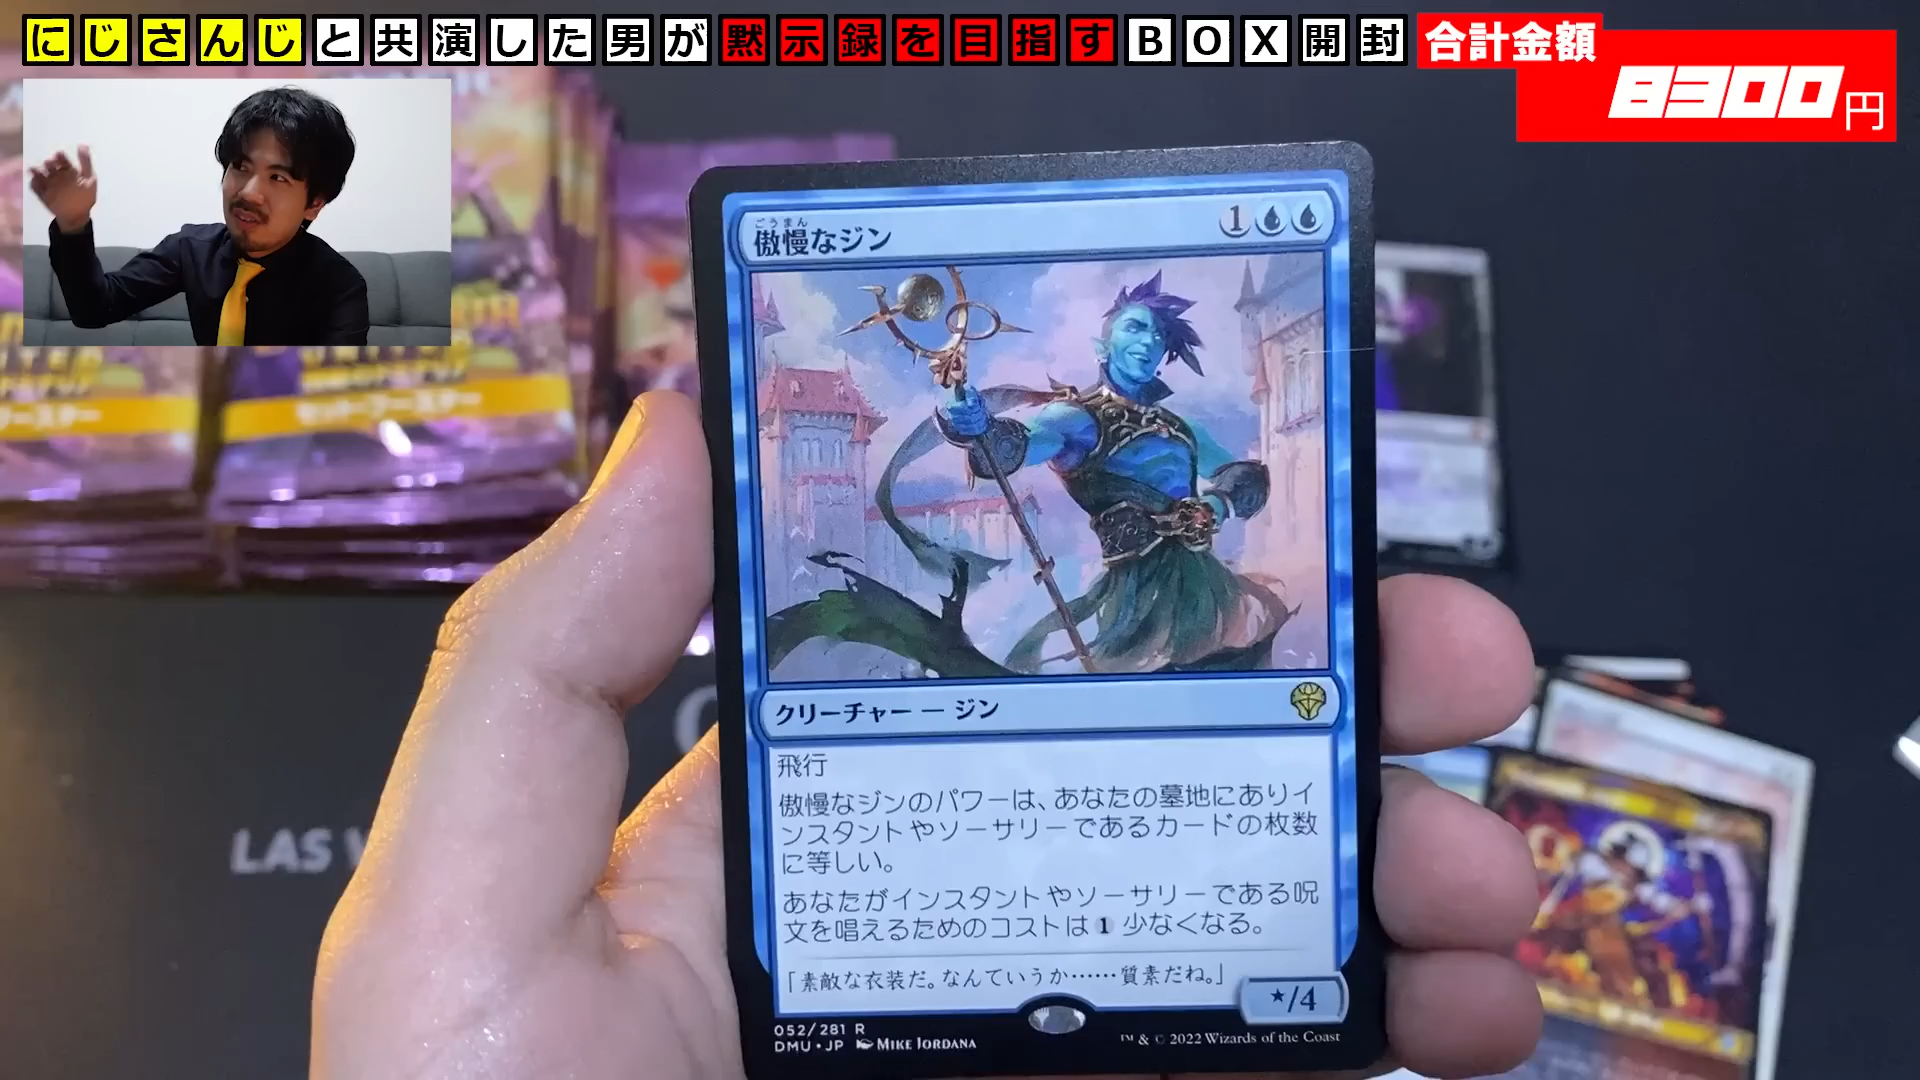 にじさんじと共演した男が黙示録を目指すBOX開封
合計金額
8300円
ごうまん
傲慢なジン
1
クリーチャー ― ジン
飛行
傲慢なジンのパワーは、あなたの墓地にありイ
ンスタントやソーサリーであるカードの枚数
に等しい。
あなたがインスタントやソーサリーである呪
文を唱えるためのコストは 1 少なくなる。
「素敵な衣装だ。なんていうか……質素だね。」
★/4
052/281 R
DMU • JP MIKE JORDANA
™ & © 2022 Wizards of the Coast
セットブースター
LAS